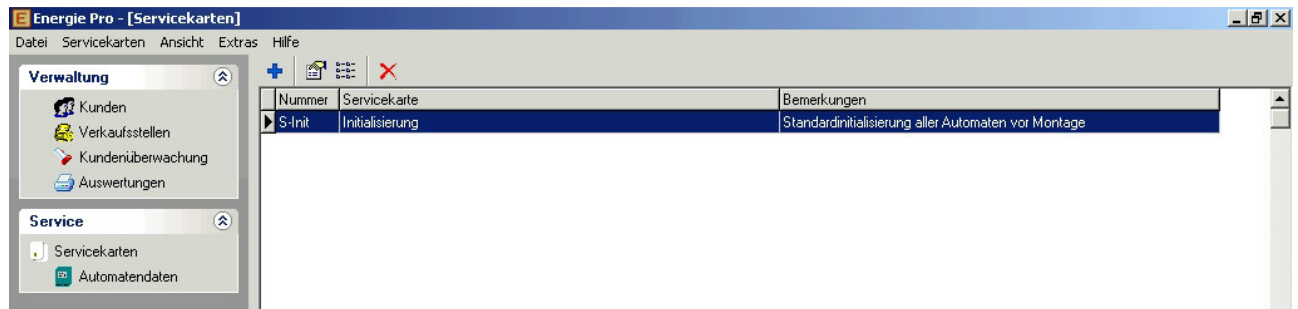 Energie Pro - [Servicekarten]
Datei Servicekarten Ansicht Extras Hilfe
Verwaltung
Kunden
Verkaufsstellen
Kundenüberwachung
Auswertungen
Service
Servicekarten
Automatendaten
Nummer Servicekarte Bemerkungen
S-Init Initialisierung Standardinitialisierung aller Automaten vor Montage